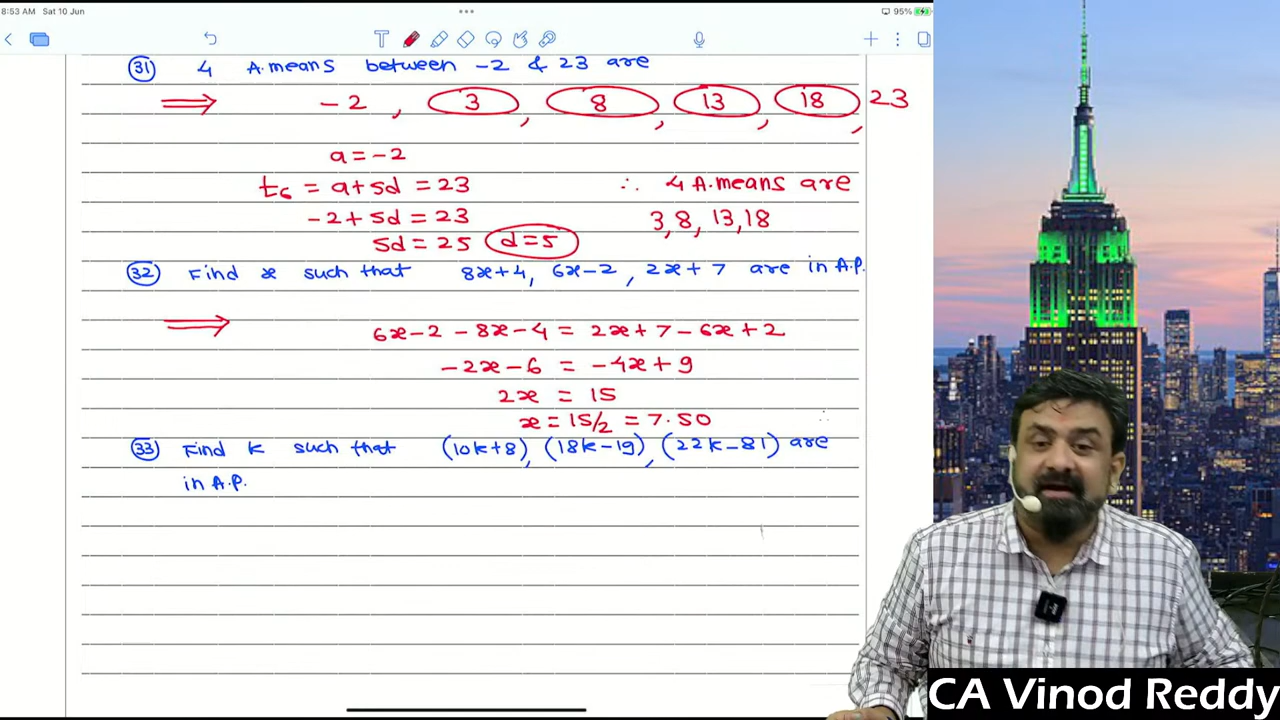 8:53 AM Sat 10 Jun
95%
31 4 A.means between -2 & 23 are
⟹ -2, 3, 8, 13, 18, 23
a = -2
t₆ = a+5d = 23
∴ 4 A.means are
-2+5d = 23
3, 8, 13, 18
5d = 25 d = 5
32 Find x such that 8x+4, 6x-2, 2x+7 are in A.P.
⟹ 6x-2-8x-4 = 2x+7-6x+2
-2x-6 = -4x+9
2x = 15
x = 15/2 = 7.50
33 Find k such that (10k+8), (18k-19), (22k-81) are
in A.P.
CA Vinod Reddy